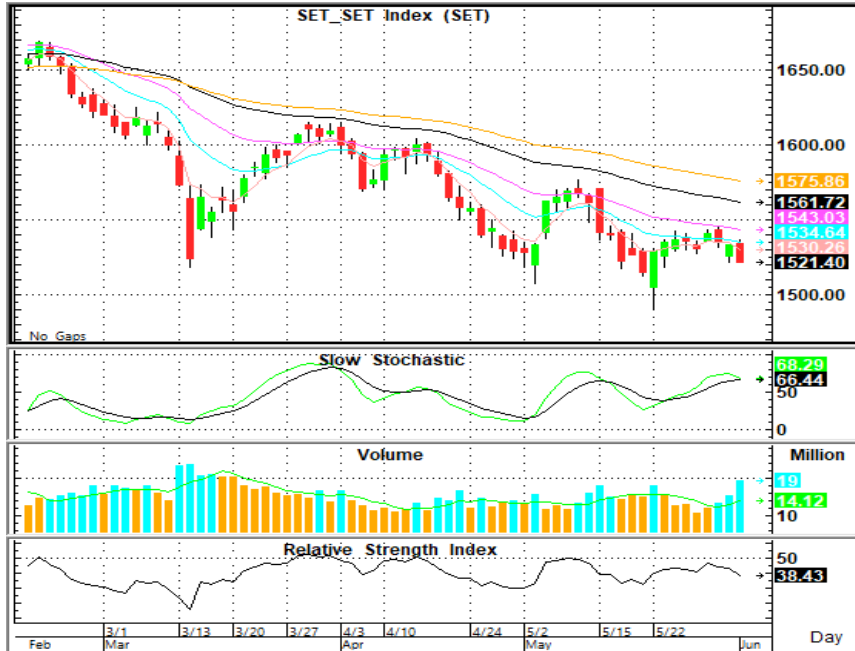 SET_SET Index (SET)
1650.00
1600.00
1575.86
1561.72
1543.03
1534.64
1530.26
1521.40
1500.00
No Gaps
Slow Stochastic
68.29
66.44
50
0
Volume
Million
19
14.12
10
Relative Strength Index
50
38.43
3/1 3/13 3/20 3/27 4/3 4/10 4/24 5/2 5/15 5/22
Feb Mar Apr May Jun
Day